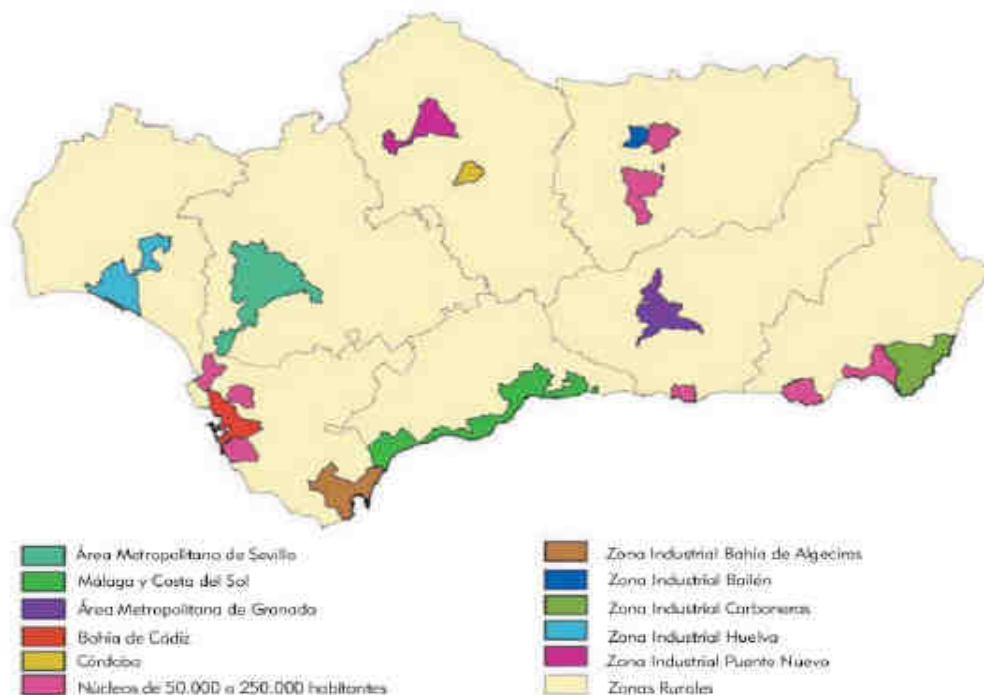 Área Metropolitana de Sevilla
Málaga y Costa del Sol
Área Metropolitana de Granada
Bahía de Cádiz
Córdoba
Núcleos de 50.000 a 250.000 habitantes
Zona Industrial Bahía de Algeciras
Zona Industrial Bailén
Zona Industrial Carboneras
Zona Industrial Huelva
Zona Industrial Puente Nuevo
Zonas Rurales